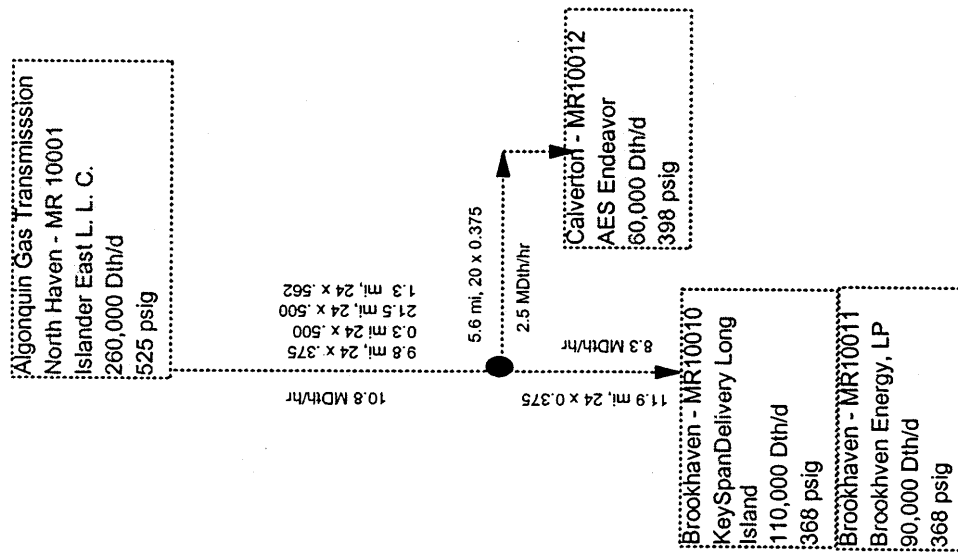 Algonquin Gas Transmisssion
North Haven - MR 10001
Islander East L. L. C.
260,000 Dth/d
525 psig
10.8 MDth/hr
9.8 mi, 24 x .375
0.3 mi 24 x .500
21.5 mi, 24 x .500
1.3 mi, 24 x .562
5.6 mi, 20 x 0.375
2.5 MDth/hr
Calverton - MR10012
AES Endeavor
60,000 Dth/d
398 psig
11.9 mi, 24 x 0.375
8.3 MDth/hr
Brookhaven - MR10010
KeySpanDelivery Long
Island
110,000 Dth/d
368 psig
Brookhaven - MR10011
Brookhven Energy, LP
90,000 Dth/d
368 psig